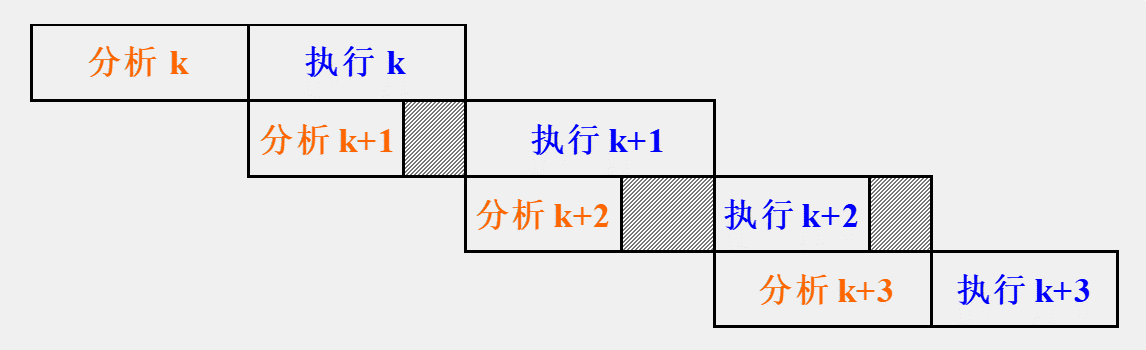 分析 k 执行 k
分析 k+1 执行 k+1
分析 k+2 执行 k+2
分析 k+3 执行 k+3